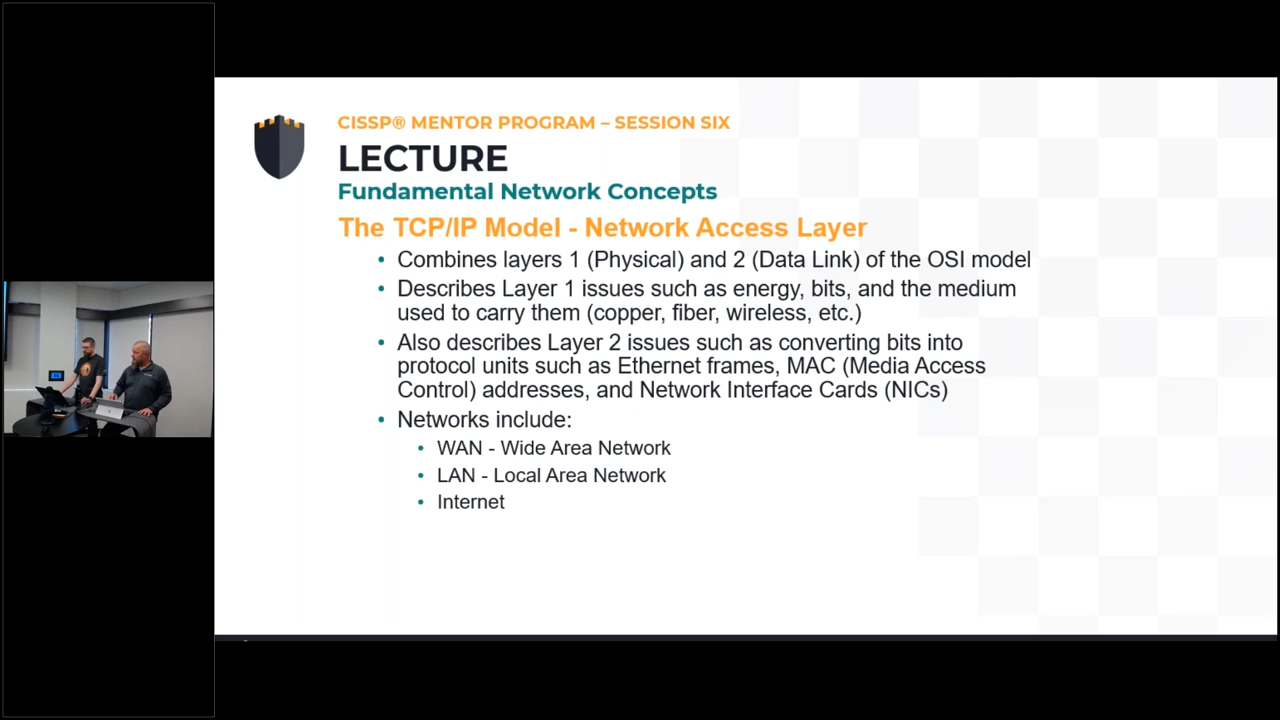 CISSP® MENTOR PROGRAM – SESSION SIX
LECTURE
Fundamental Network Concepts
The TCP/IP Model - Network Access Layer
• Combines layers 1 (Physical) and 2 (Data Link) of the OSI model
• Describes Layer 1 issues such as energy, bits, and the medium
used to carry them (copper, fiber, wireless, etc.)
• Also describes Layer 2 issues such as converting bits into
protocol units such as Ethernet frames, MAC (Media Access
Control) addresses, and Network Interface Cards (NICs)
• Networks include:
• WAN - Wide Area Network
• LAN - Local Area Network
• Internet